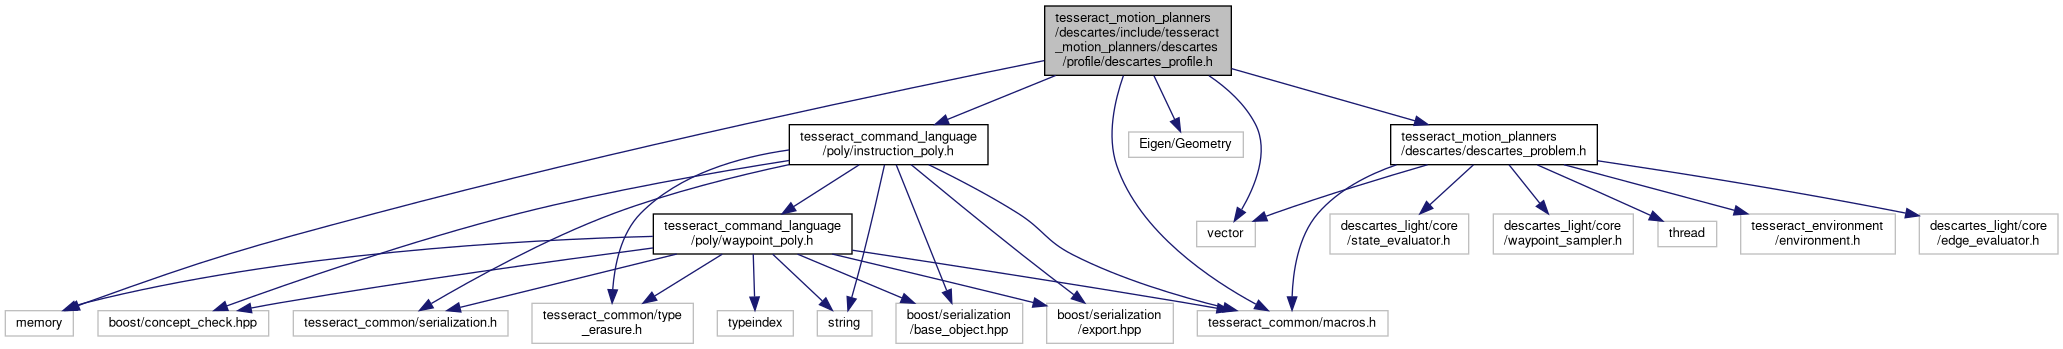 tesseract_motion_planners
/descartes/include/tesseract
_motion_planners/descartes
/profile/descartes_profile.h
tesseract_command_language
/poly/instruction_poly.h
Eigen/Geometry
tesseract_motion_planners
/descartes/descartes_problem.h
tesseract_command_language
/poly/waypoint_poly.h
vector
descartes_light/core
/state_evaluator.h
descartes_light/core
/waypoint_sampler.h
thread
tesseract_environment
/environment.h
descartes_light/core
/edge_evaluator.h
memory
boost/concept_check.hpp
tesseract_common/serialization.h
tesseract_common/type
_erasure.h
typeindex
string
boost/serialization
/base_object.hpp
boost/serialization
/export.hpp
tesseract_common/macros.h